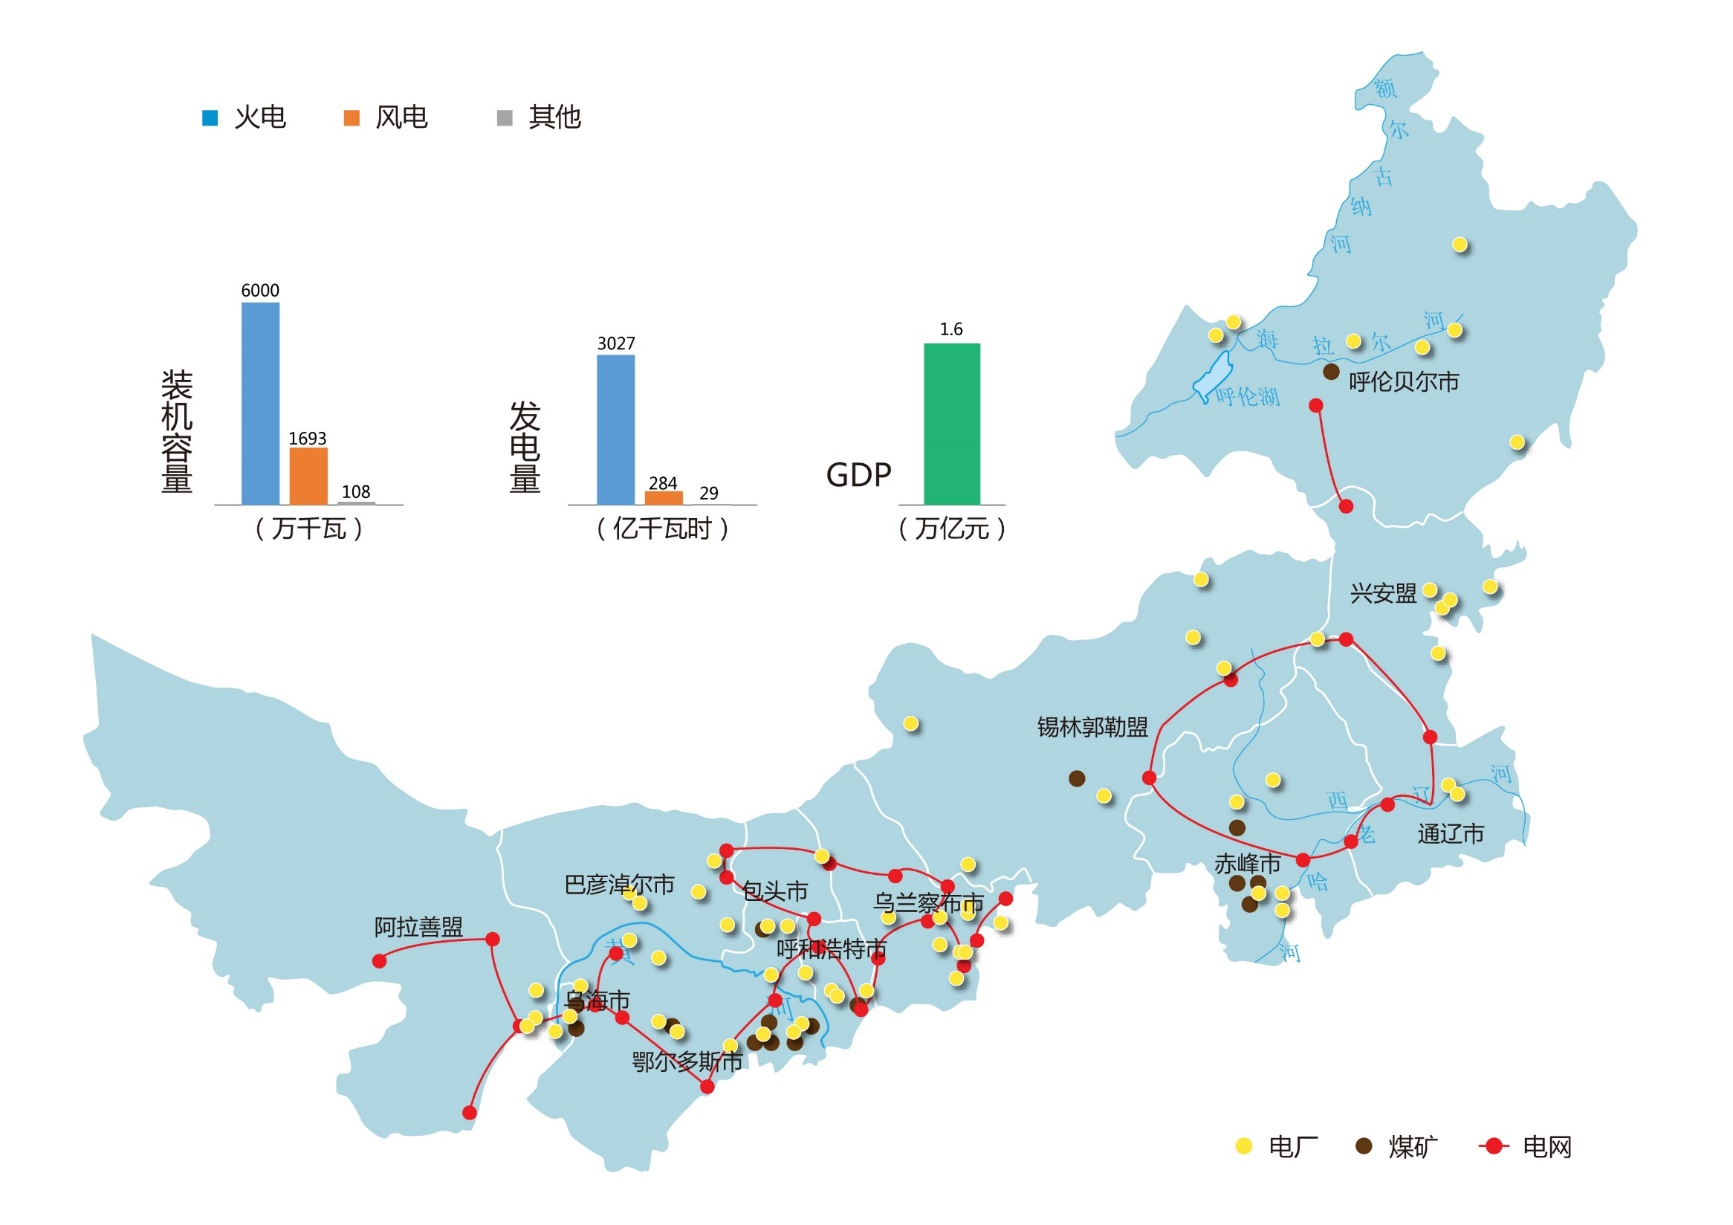 火电 风电 其他
6000
1693
108
装机容量
（万千瓦）
3027
284
29
发电量
（亿千瓦时）
1.6
GDP
（万亿元）
额尔古纳河
海拉尔河
呼伦湖
呼伦贝尔市
兴安盟
锡林郭勒盟
西辽河
老哈河
通辽市
赤峰市
巴彦淖尔市
包头市
乌兰察布市
阿拉善盟
呼和浩特市
黄河
乌海市
鄂尔多斯市
电厂 煤矿 电网